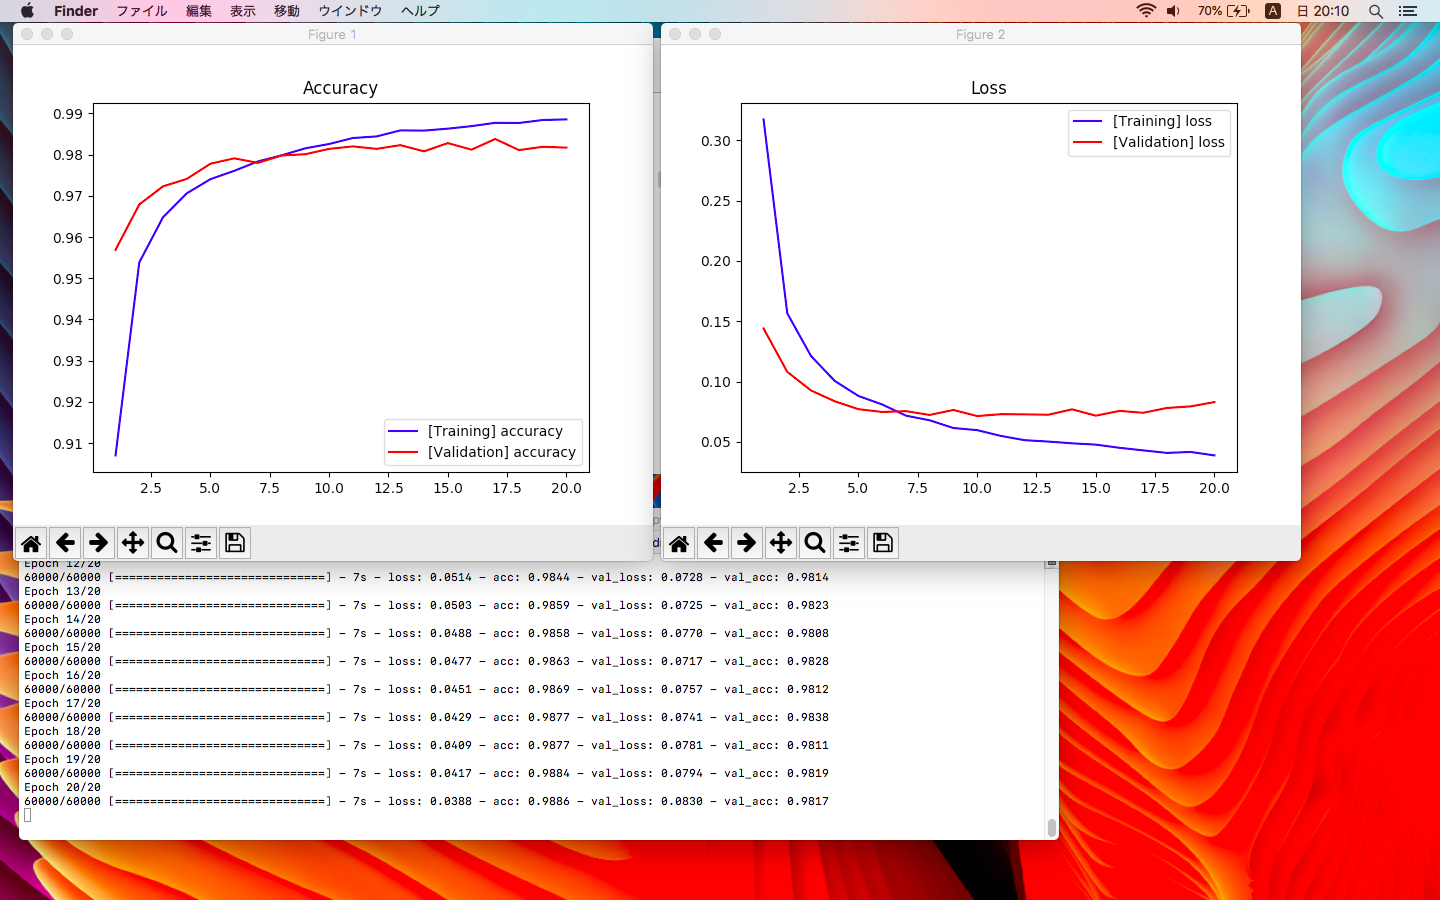 Finder ファイル 編集 表示 移動 ウインドウ ヘルプ 70% A 日 20:10
Figure 1
Accuracy
0.99
0.98
0.97
0.96
0.95
0.94
0.93
0.92
0.91
[Training] accuracy
[Validation] accuracy
2.5 5.0 7.5 10.0 12.5 15.0 17.5 20.0
Figure 2
Loss
0.30
0.25
0.20
0.15
0.10
0.05
[Training] loss
[Validation] loss
2.5 5.0 7.5 10.0 12.5 15.0 17.5 20.0
Epoch 12/20
60000/60000 [==============================] - 7s - loss: 0.0514 - acc: 0.9844 - val_loss: 0.0728 - val_acc: 0.9814
Epoch 13/20
60000/60000 [==============================] - 7s - loss: 0.0503 - acc: 0.9859 - val_loss: 0.0725 - val_acc: 0.9823
Epoch 14/20
60000/60000 [==============================] - 7s - loss: 0.0488 - acc: 0.9858 - val_loss: 0.0770 - val_acc: 0.9808
Epoch 15/20
60000/60000 [==============================] - 7s - loss: 0.0477 - acc: 0.9863 - val_loss: 0.0717 - val_acc: 0.9828
Epoch 16/20
60000/60000 [==============================] - 7s - loss: 0.0451 - acc: 0.9869 - val_loss: 0.0757 - val_acc: 0.9812
Epoch 17/20
60000/60000 [==============================] - 7s - loss: 0.0429 - acc: 0.9877 - val_loss: 0.0741 - val_acc: 0.9838
Epoch 18/20
60000/60000 [==============================] - 7s - loss: 0.0409 - acc: 0.9877 - val_loss: 0.0781 - val_acc: 0.9811
Epoch 19/20
60000/60000 [==============================] - 7s - loss: 0.0417 - acc: 0.9884 - val_loss: 0.0794 - val_acc: 0.9819
Epoch 20/20
60000/60000 [==============================] - 7s - loss: 0.0388 - acc: 0.9886 - val_loss: 0.0830 - val_acc: 0.9817